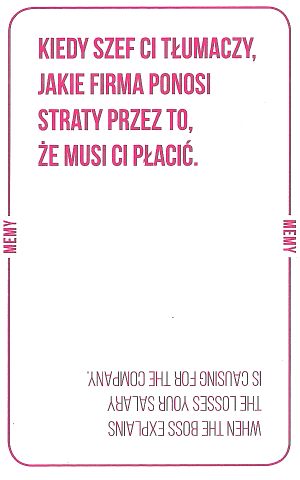 KIEDY SZEF CI TŁUMACZY,
JAKIE FIRMA PONOSI
STRATY PRZEZ TO,
ŻE MUSI CI PŁACIĆ.
MEMY
MEMY
WHEN THE BOSS EXPLAINS
THE LOSSES YOUR SALARY
IS CAUSING FOR THE COMPANY.